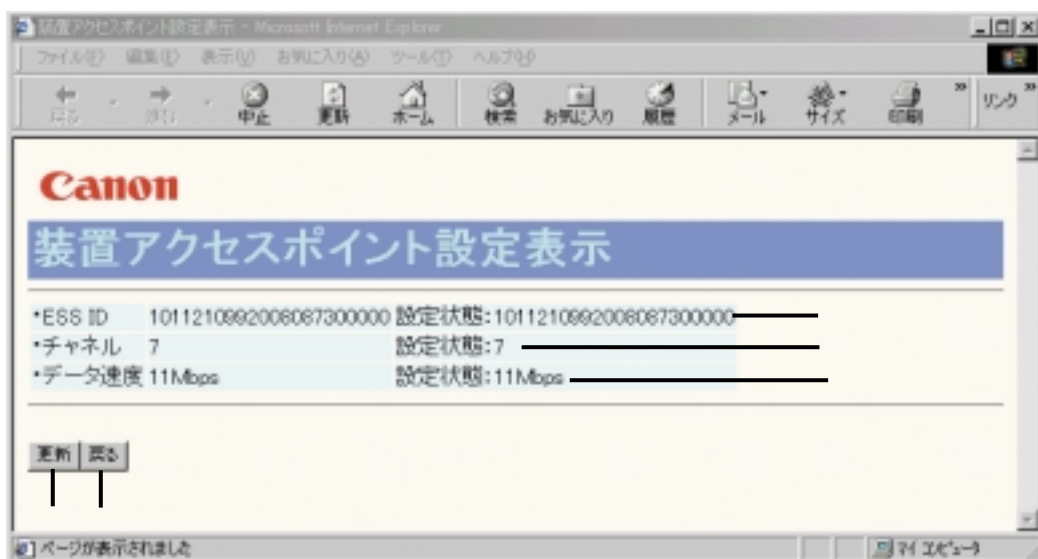 装置アクセスポイント設定表示 - Microsoft Internet Explorer
ファイル(F) 編集(E) 表示(V) お気に入り(A) ツール(T) ヘルプ(H)
戻る 進む 中止 更新 ホーム 検索 お気に入り 履歴 メール サイズ 印刷 » リンク »
Canon
装置アクセスポイント設定表示
・ESS ID 10112109920080087300000 設定状態:10112109920080087300000
・チャネル 7 設定状態:7
・データ速度 11Mbps 設定状態:11Mbps
更新 戻る
ページが表示されました マイ コンピュータ